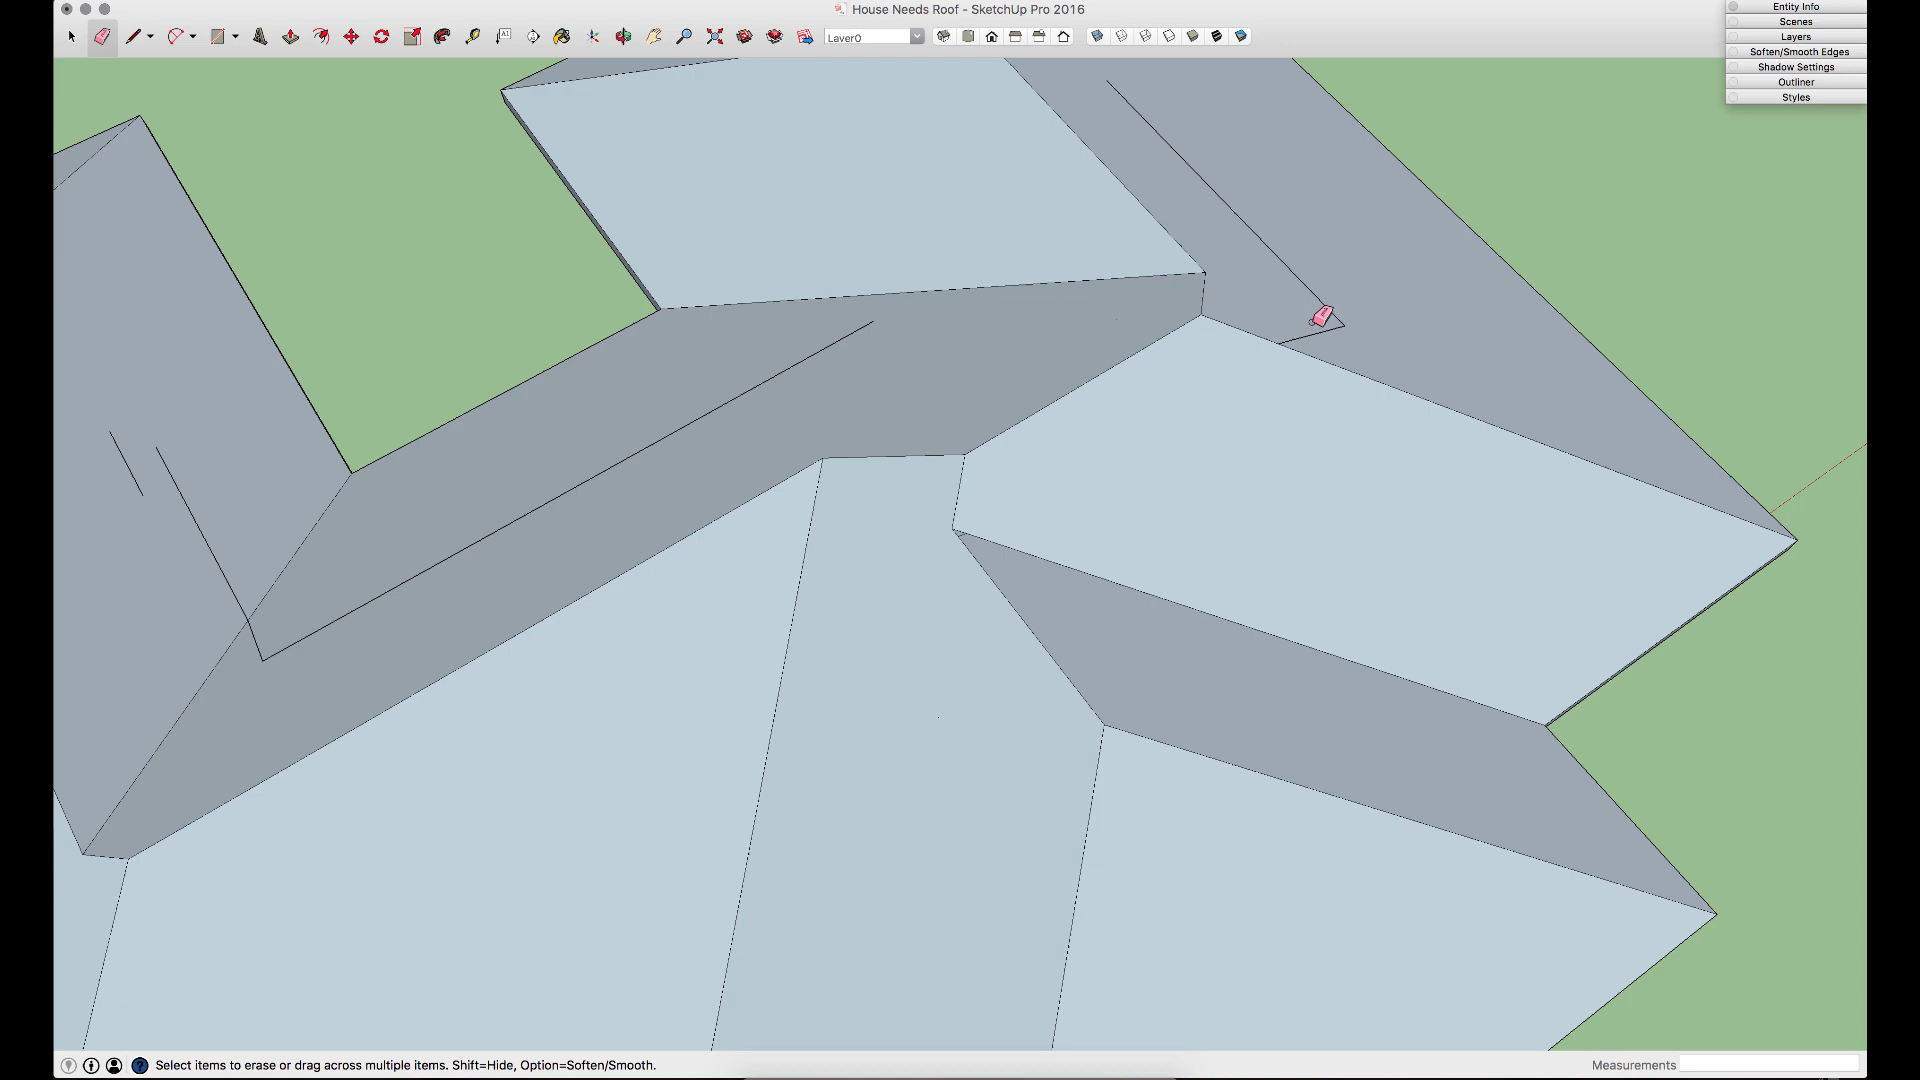 House Needs Roof - SketchUp Pro 2016
Layer0
Entity Info
Scenes
Layers
Soften/Smooth Edges
Shadow Settings
Outliner
Styles
Select items to erase or drag across multiple items. Shift=Hide, Option=Soften/Smooth.
Measurements